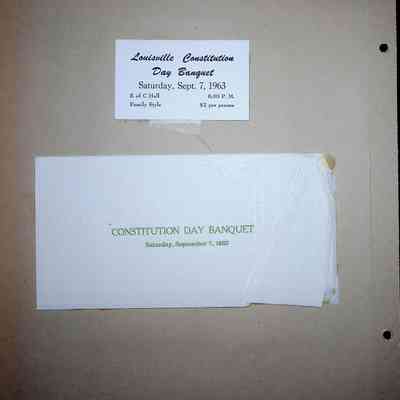 Louisville Constitution
Day Banquet
Saturday, Sept. 7, 1963
K of C Hall 6:00 P. M.
Family Style $2 per person
CONSTITUTION DAY BANQUET
Saturday, September 7, 1963